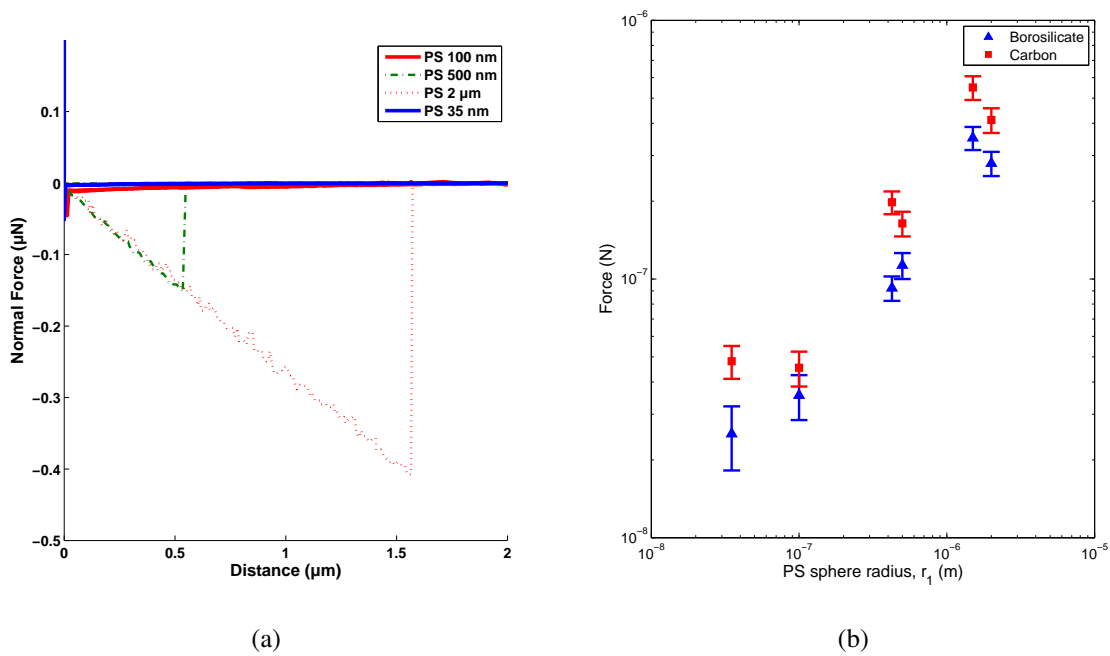 PS 100 nm
PS 500 nm
PS 2 µm
PS 35 nm
0.1
0
−0.1
−0.2
−0.3
−0.4
−0.5
Normal Force (µN)
0 0.5 1 1.5 2
Distance (µm)
(a)
Borosilicate
Carbon
10⁻⁶
10⁻⁷
10⁻⁸
Force (N)
10⁻⁸ 10⁻⁷ 10⁻⁶ 10⁻⁵
PS sphere radius, r₁ (m)
(b)